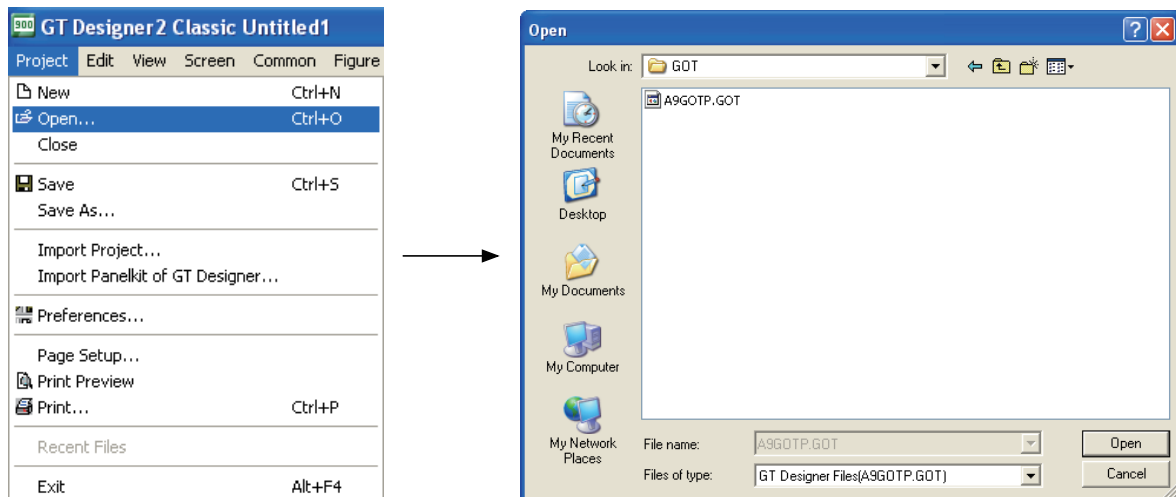 900 GT Designer2 Classic Untitled1
Project Edit View Screen Common Figure
New Ctrl+N
Open... Ctrl+O
Close
Save Ctrl+S
Save As...
Import Project...
Import Panelkit of GT Designer...
Preferences...
Page Setup...
Print Preview
Print... Ctrl+P
Recent Files
Exit Alt+F4
Open
Look in: GOT
A9GOTP.GOT
My Recent
Documents
Desktop
My Documents
My Computer
My Network
Places
File name: A9GOTP.GOT Open
Files of type: GT Designer Files(A9GOTP.GOT) Cancel